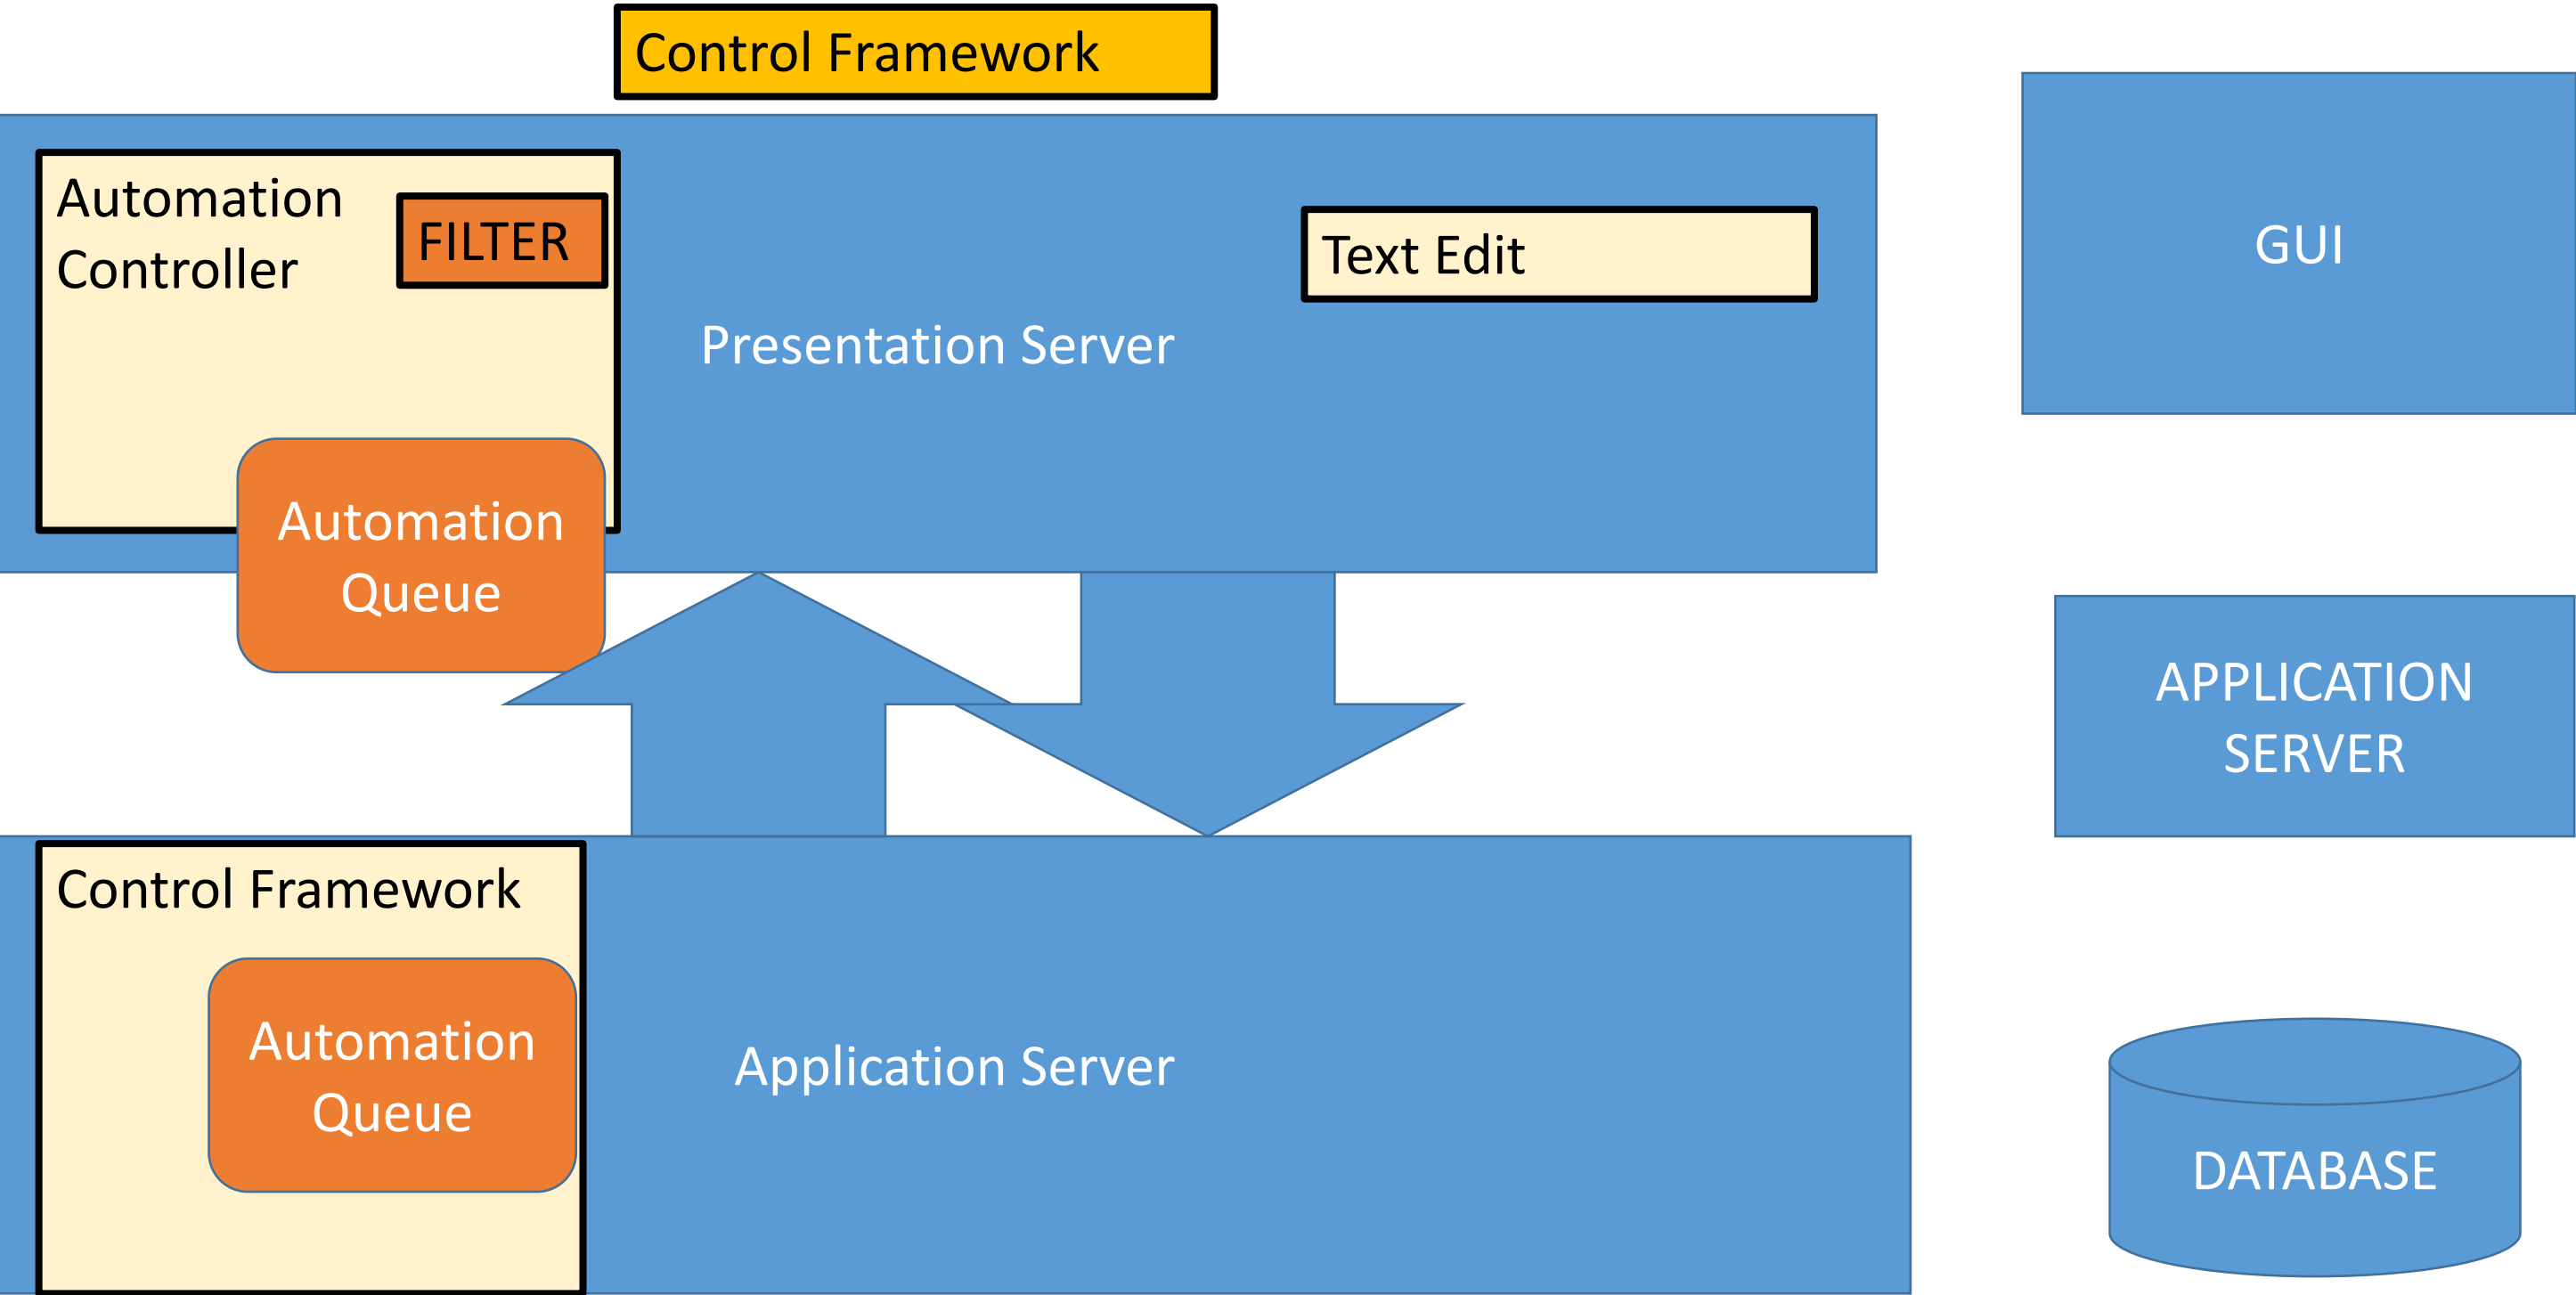 Control Framework
Automation
Controller
FILTER
Text Edit
Presentation Server
Automation
Queue
GUI
APPLICATION
SERVER
Control Framework
Automation
Queue
Application Server
DATABASE